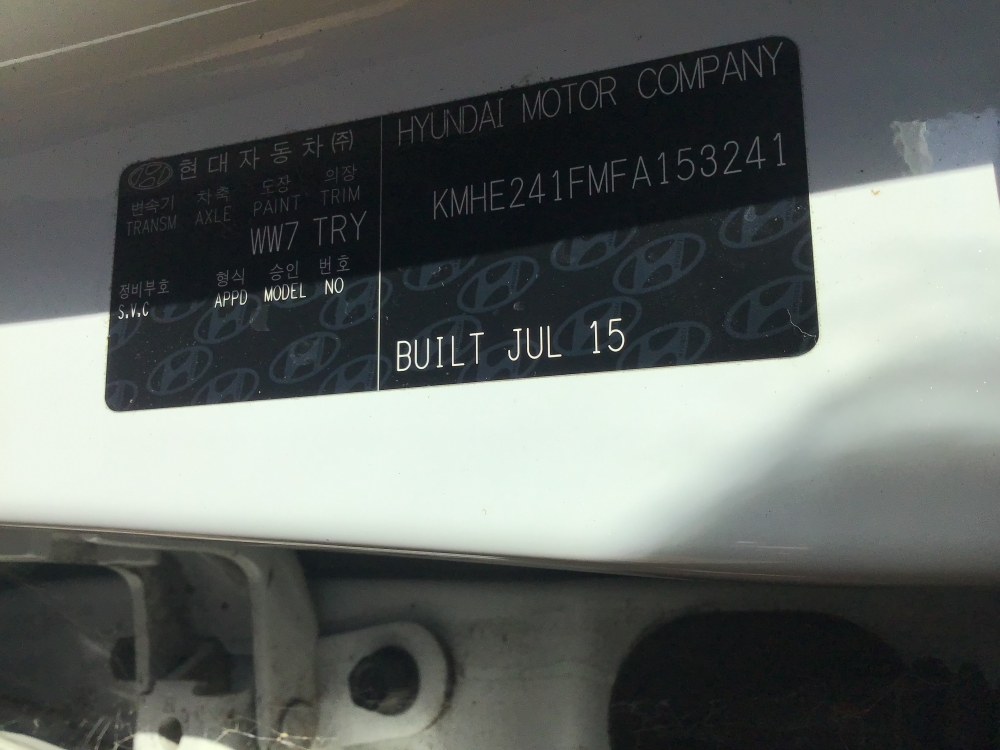 현대자동차(주)
변속기 차축 도장 의장
TRANSM AXLE PAINT TRIM
WW7 TRY
정비부호 형식 승인 번호
S.V.C APPD MODEL NO
HYUNDAI MOTOR COMPANY
KMHE241FMFA153241
BUILT JUL 15